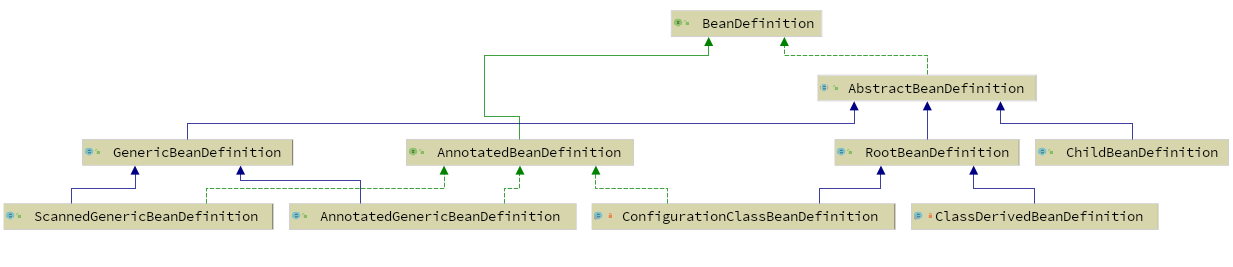 BeanDefinition
AbstractBeanDefinition
GenericBeanDefinition
AnnotatedBeanDefinition
RootBeanDefinition
ChildBeanDefinition
ScannedGenericBeanDefinition
AnnotatedGenericBeanDefinition
ConfigurationClassBeanDefinition
ClassDerivedBeanDefinition